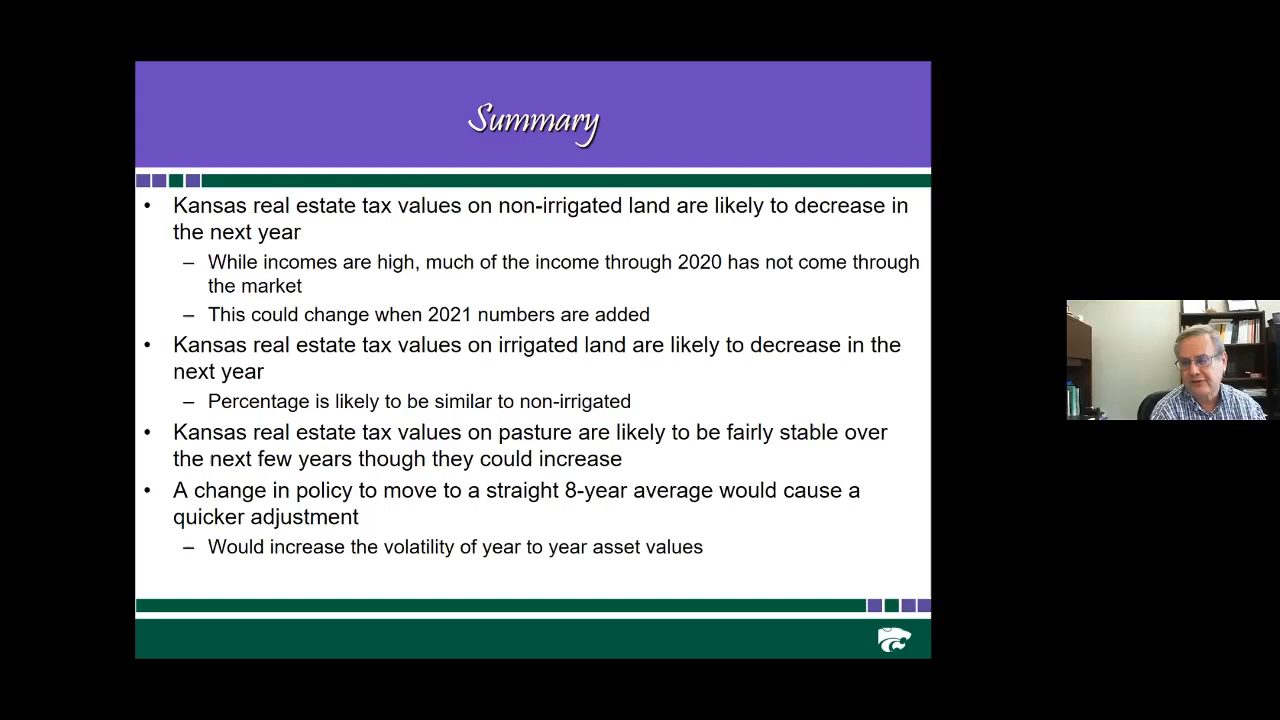 Summary
• Kansas real estate tax values on non-irrigated land are likely to decrease in
the next year
– While incomes are high, much of the income through 2020 has not come through
the market
– This could change when 2021 numbers are added
• Kansas real estate tax values on irrigated land are likely to decrease in the
next year
– Percentage is likely to be similar to non-irrigated
• Kansas real estate tax values on pasture are likely to be fairly stable over
the next few years though they could increase
• A change in policy to move to a straight 8-year average would cause a
quicker adjustment
– Would increase the volatility of year to year asset values